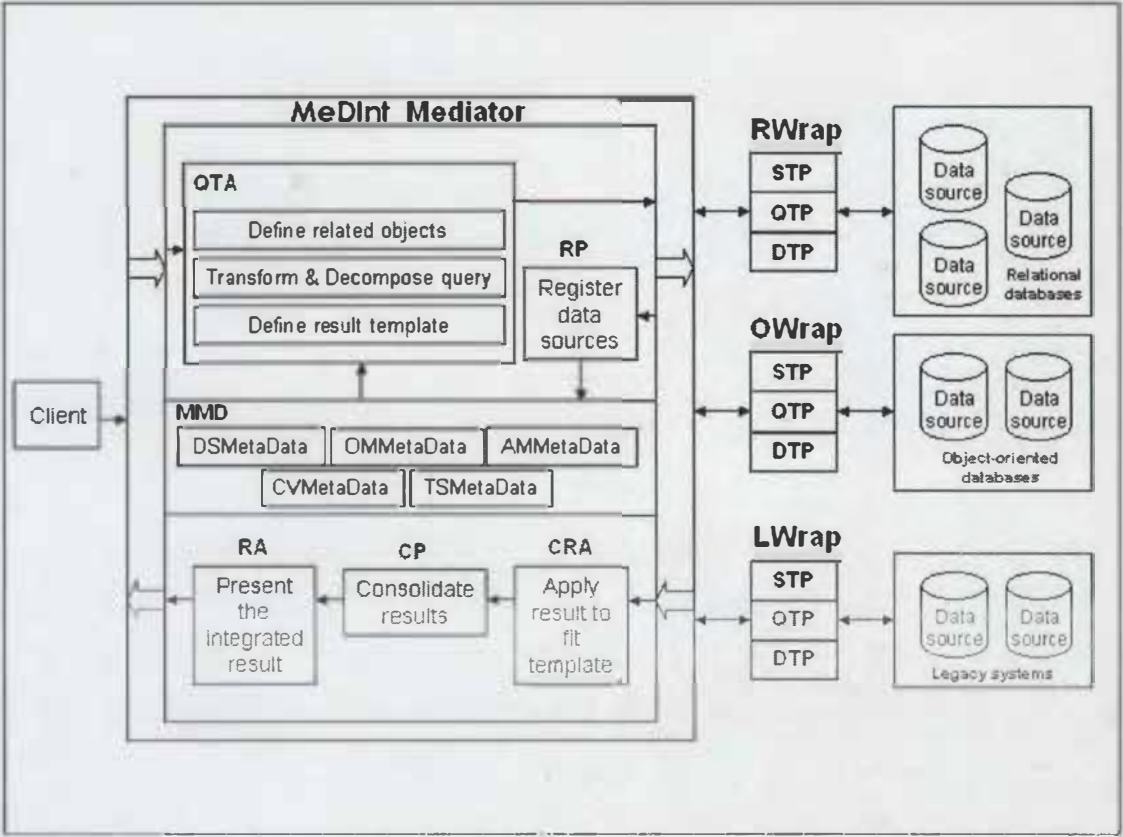 MeDInt Mediator
QTA
Define related objects
Transform & Decompose query
Define result template
RP
Register
data
sources
Client
MMD
DSMetaData
OMMetaData
AMMetaData
CVMetaData
TSMetaData
RA
Present
the
integrated
result
CP
Consolidate
results
CRA
Apply
result to
fit
template
RWrap
STP
QTP
DTP
Data
source
Data
source
Data
source
Relational
databases
OWrap
STP
QTP
DTP
Data
source
Data
source
Object-oriented
databases
LWrap
STP
QTP
DTP
Data
source
Data
source
Legacy systems